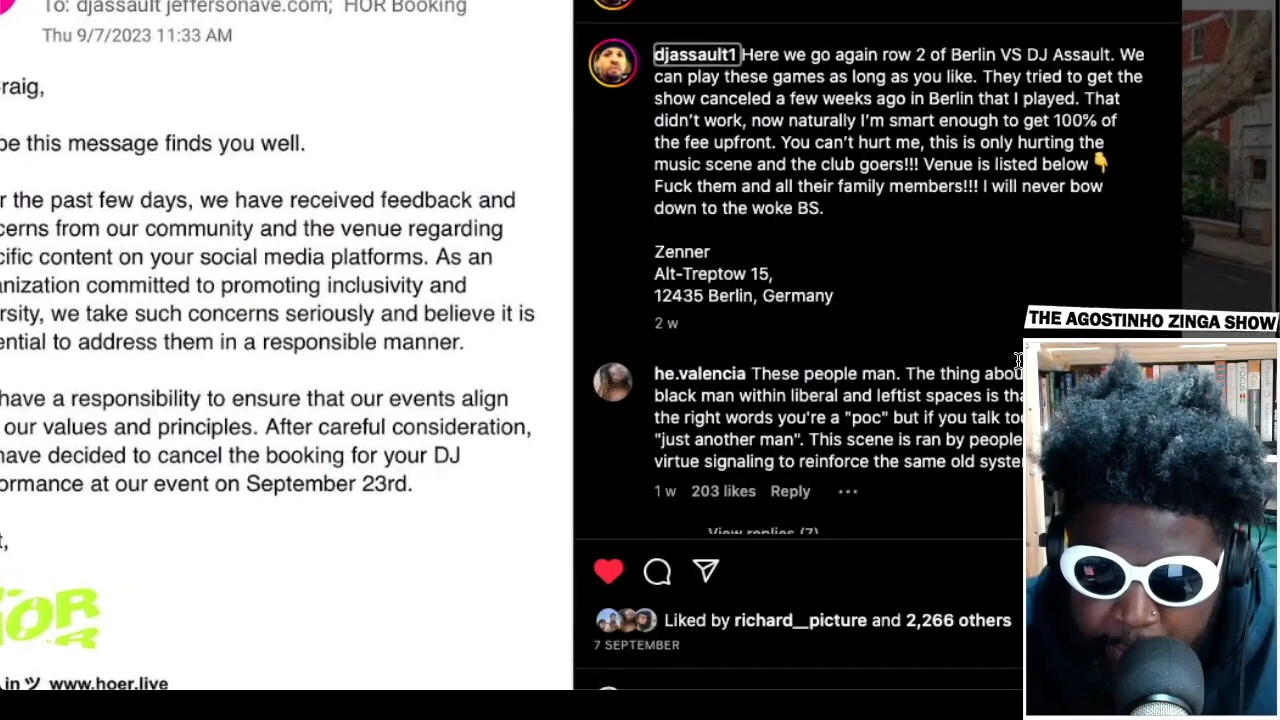 To: djassault jeffersonave.com; HOR Booking
Thu 9/7/2023 11:33 AM
raig,
pe this message finds you well.
r the past few days, we have received feedback and
cerns from our community and the venue regarding
cific content on your social media platforms. As an
anization committed to promoting inclusivity and
rsity, we take such concerns seriously and believe it is
ential to address them in a responsible manner.
have a responsibility to ensure that our events align
our values and principles. After careful consideration,
have decided to cancel the booking for your DJ
ormance at our event on September 23rd.
t,
HOR
in ツ www.hoer.live
djassault1 Here we go again row 2 of Berlin VS DJ Assault. We
can play these games as long as you like. They tried to get the
show canceled a few weeks ago in Berlin that I played. That
didn't work, now naturally I'm smart enough to get 100% of
the fee upfront. You can't hurt me, this is only hurting the
music scene and the club goers!!! Venue is listed below 👇
Fuck them and all their family members!!! I will never bow
down to the woke BS.
Zenner
Alt-Treptow 15,
12435 Berlin, Germany
2 w
he.valencia These people man. The thing abou
black man within liberal and leftist spaces is tha
the right words you're a "poc" but if you talk too
"just another man". This scene is ran by people
virtue signaling to reinforce the same old syste
1 w 203 likes Reply ...
View replies (7)
Liked by richard__picture and 2,266 others
7 SEPTEMBER
THE AGOSTINHO ZINGA SHOW